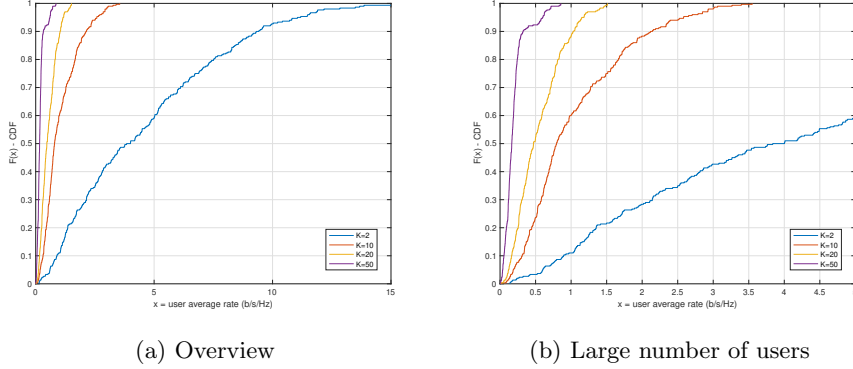 1
0.9
0.8
0.7
0.6
0.5
0.4
0.3
0.2
0.1
0
F(x) - CDF
0 5 10 15
x = user average rate (b/s/Hz)
K=2
K=10
K=20
K=50
(a) Overview
1
0.9
0.8
0.7
0.6
0.5
0.4
0.3
0.2
0.1
0
F(x) - CDF
0 0.5 1 1.5 2 2.5 3 3.5 4 4.5
x = user average rate (b/s/Hz)
K=2
K=10
K=20
K=50
(b) Large number of users